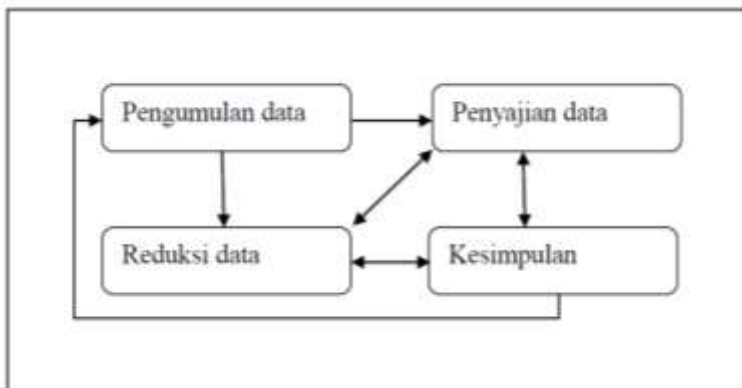 Pengumulan data
Penyajian data
Reduksi data
Kesimpulan